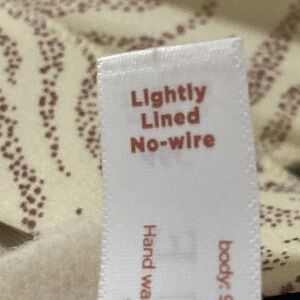 Lightly
Lined
No-wire
body:
Hand wa